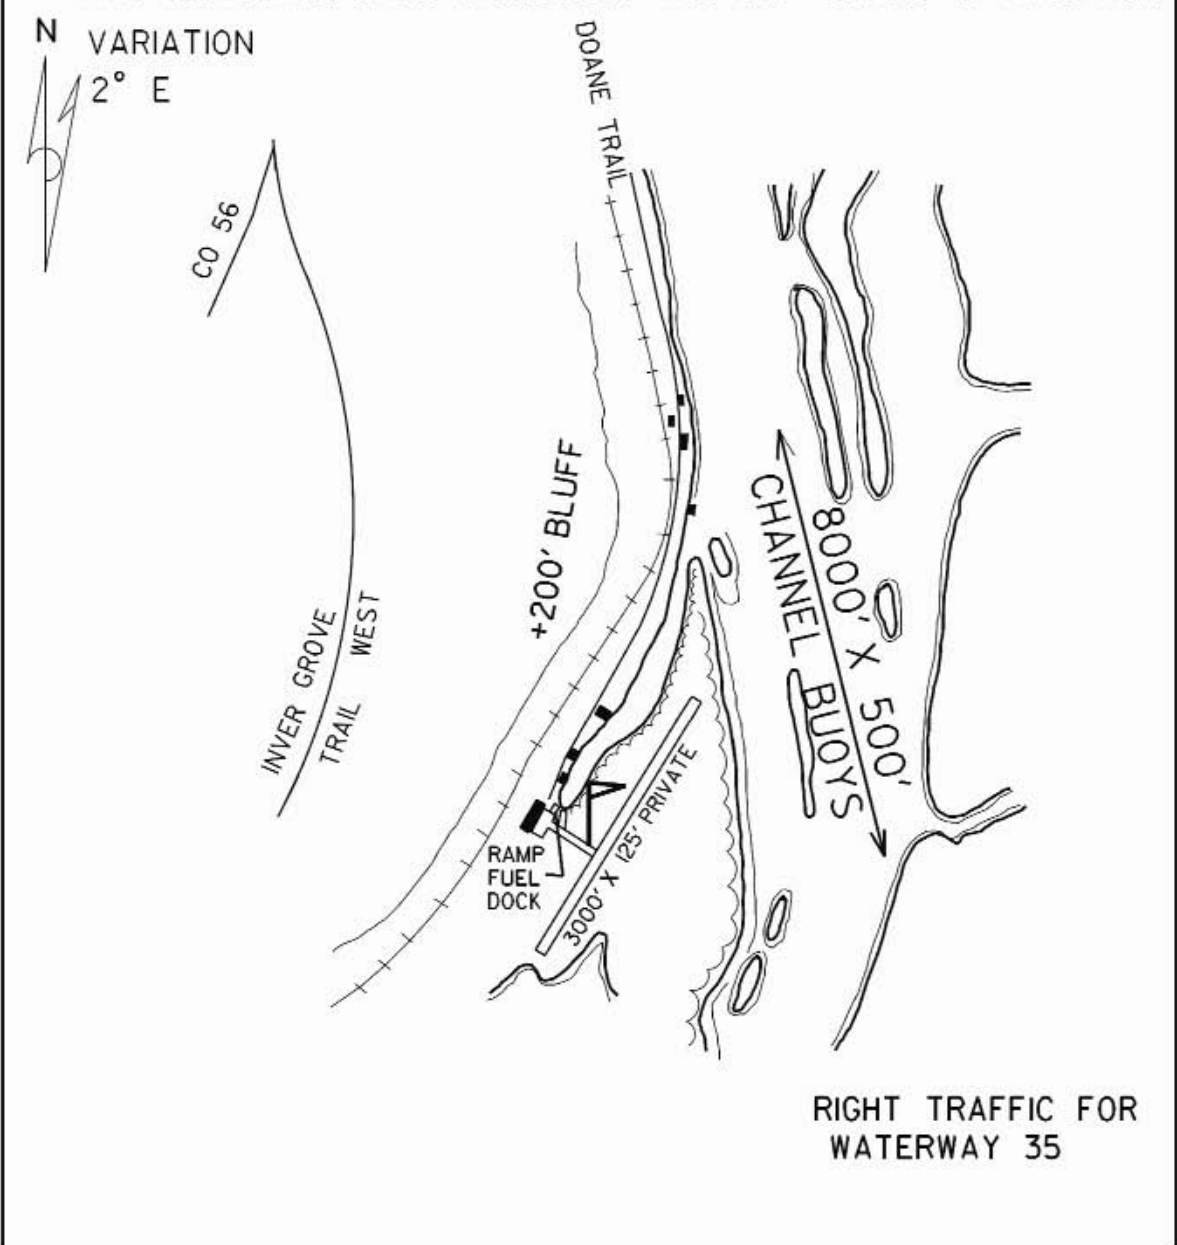 N
VARIATION
2° E
DOANE TRAIL
CO 56
+200' BLUFF
8000' X 500'
CHANNEL BUOYS
INVER GROVE
TRAIL WEST
3000' X 125' PRIVATE
RAMP
FUEL
DOCK
RIGHT TRAFFIC FOR
WATERWAY 35